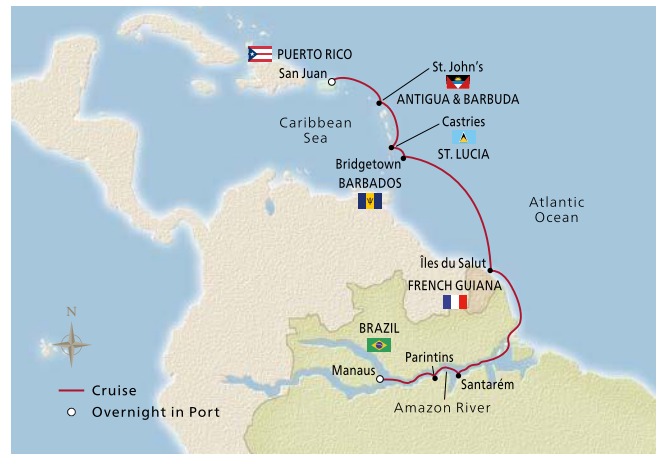 PUERTO RICO
San Juan
St. John's
ANTIGUA & BARBUDA
Caribbean
Sea
Castries
ST. LUCIA
Bridgetown
BARBADOS
Atlantic
Ocean
Îles du Salut
FRENCH GUIANA
N
BRAZIL
Parintins
Manaus
Santarém
Amazon River
Cruise
Overnight in Port